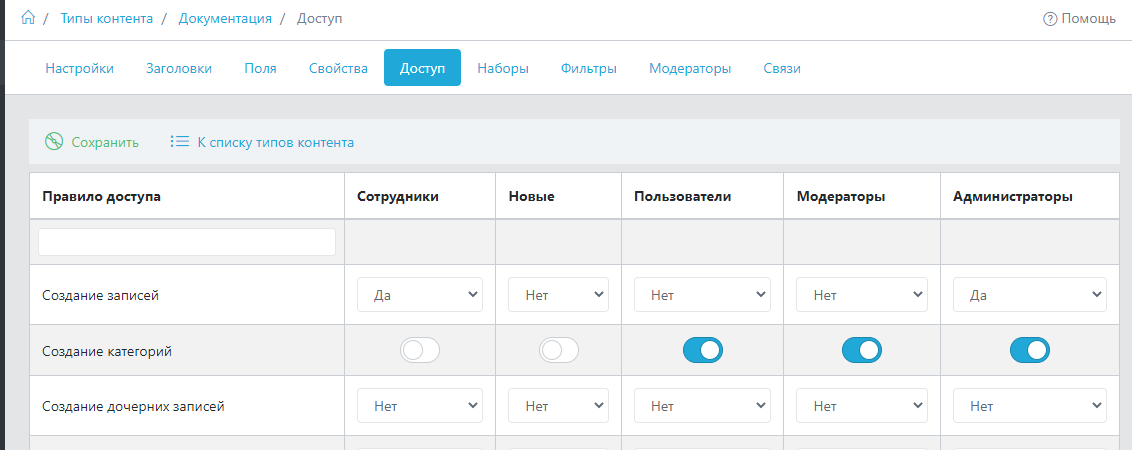 / Типы контента / Документация / Доступ Помощь
Настройки Заголовки Поля Свойства Доступ Наборы Фильтры Модераторы Связи
Сохранить К списку типов контента
Правило доступа Сотрудники Новые Пользователи Модераторы Администраторы
Создание записей Да Нет Нет Нет Да
Создание категорий
Создание дочерних записей Нет Нет Нет Нет Нет